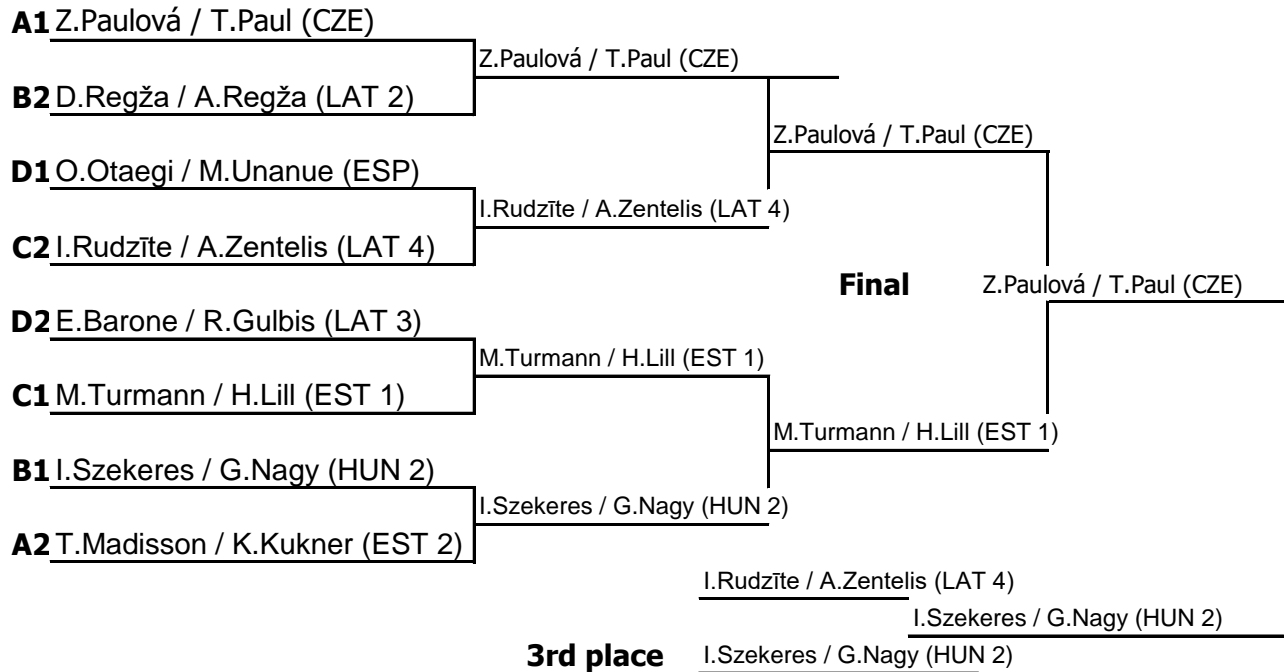 A1 Z.Paulová / T.Paul (CZE)
Z.Paulová / T.Paul (CZE)
B2 D.Regža / A.Regža (LAT 2)
Z.Paulová / T.Paul (CZE)
D1 O.Otaegi / M.Unanue (ESP)
I.Rudzīte / A.Zentelis (LAT 4)
C2 I.Rudzīte / A.Zentelis (LAT 4)
Final Z.Paulová / T.Paul (CZE)
D2 E.Barone / R.Gulbis (LAT 3)
M.Turmann / H.Lill (EST 1)
C1 M.Turmann / H.Lill (EST 1)
M.Turmann / H.Lill (EST 1)
B1 I.Szekeres / G.Nagy (HUN 2)
I.Szekeres / G.Nagy (HUN 2)
A2 T.Madisson / K.Kukner (EST 2)
I.Rudzīte / A.Zentelis (LAT 4)
I.Szekeres / G.Nagy (HUN 2)
3rd place I.Szekeres / G.Nagy (HUN 2)